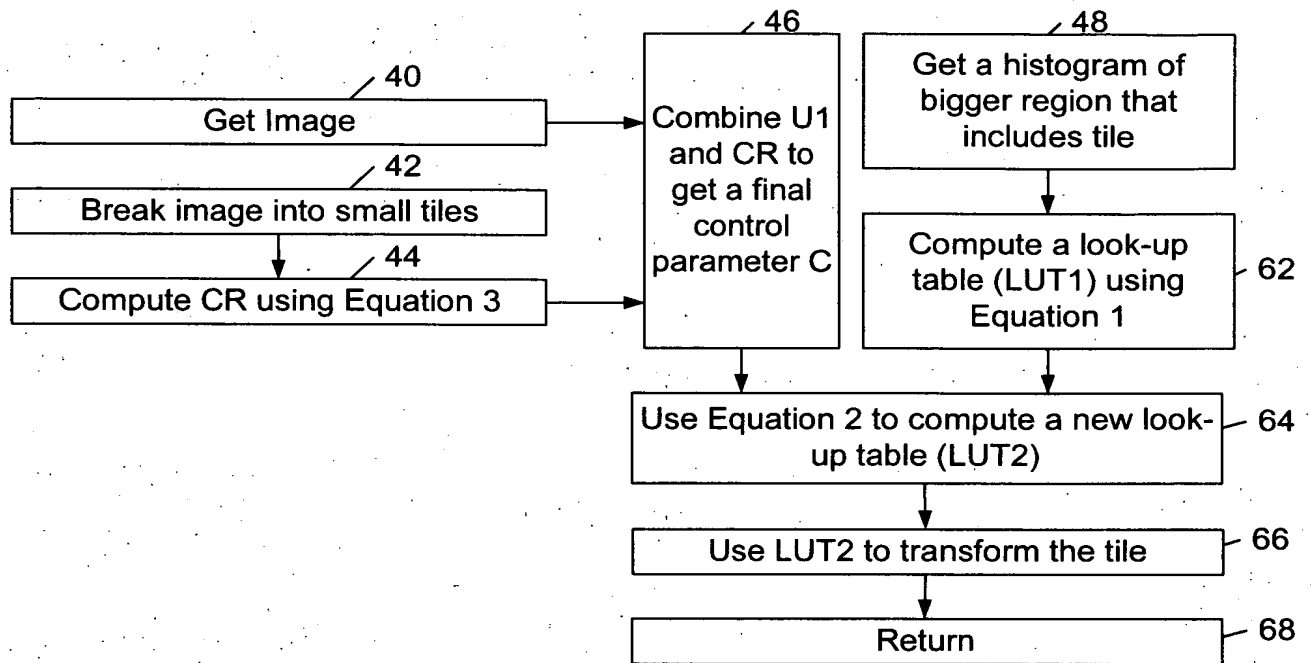 40
Get Image
42
Break image into small tiles
44
Compute CR using Equation 3
46
Combine U1
and CR to
get a final
control
parameter C
48
Get a histogram of
bigger region that
includes tile
Compute a look-up
table (LUT1) using
Equation 1
62
Use Equation 2 to compute a new look-
up table (LUT2)
64
Use LUT2 to transform the tile
66
Return
68